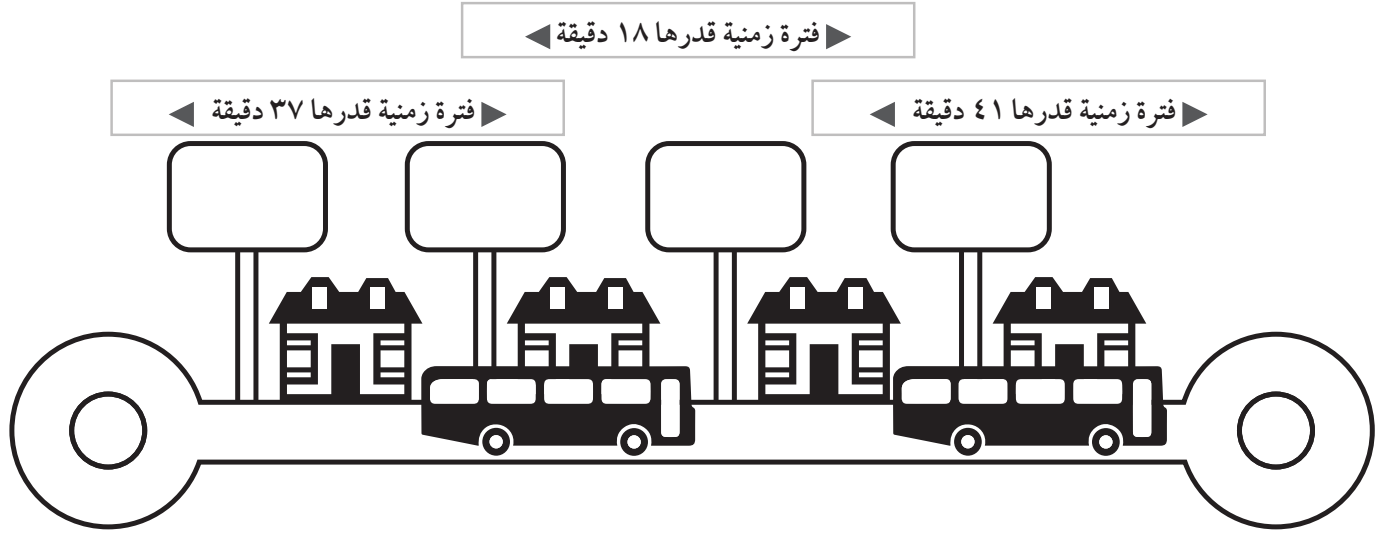 فترة زمنية قدرها ١٨ دقيقة
فترة زمنية قدرها ٤١ دقيقة
فترة زمنية قدرها ٣٧ دقيقة